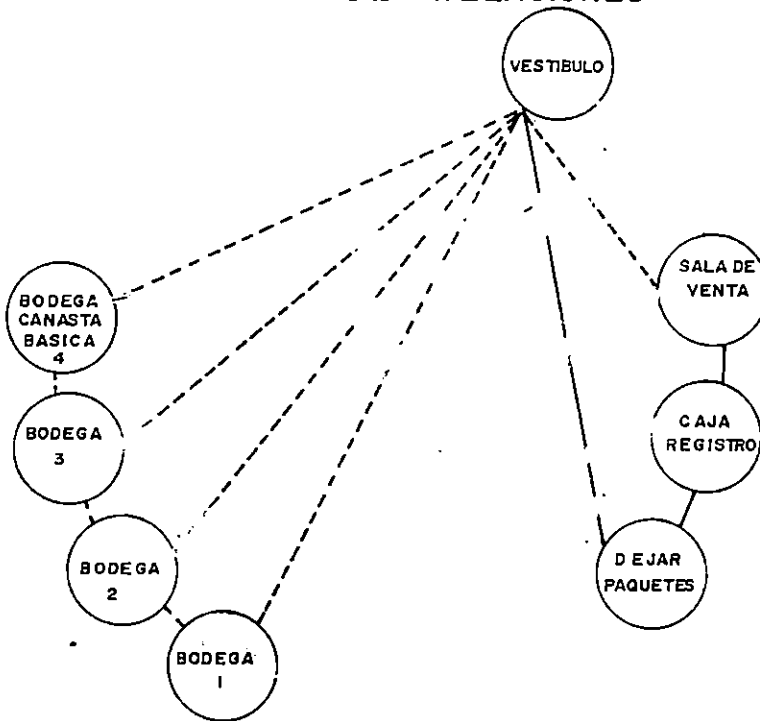 VESTIBULO
SALA DE
VENTA
BODEGA
CANASTA
BASICA
4
CAJA
REGISTRO
BODEGA
3
DEJAR
PAQUETES
BODEGA
2
BODEGA
1